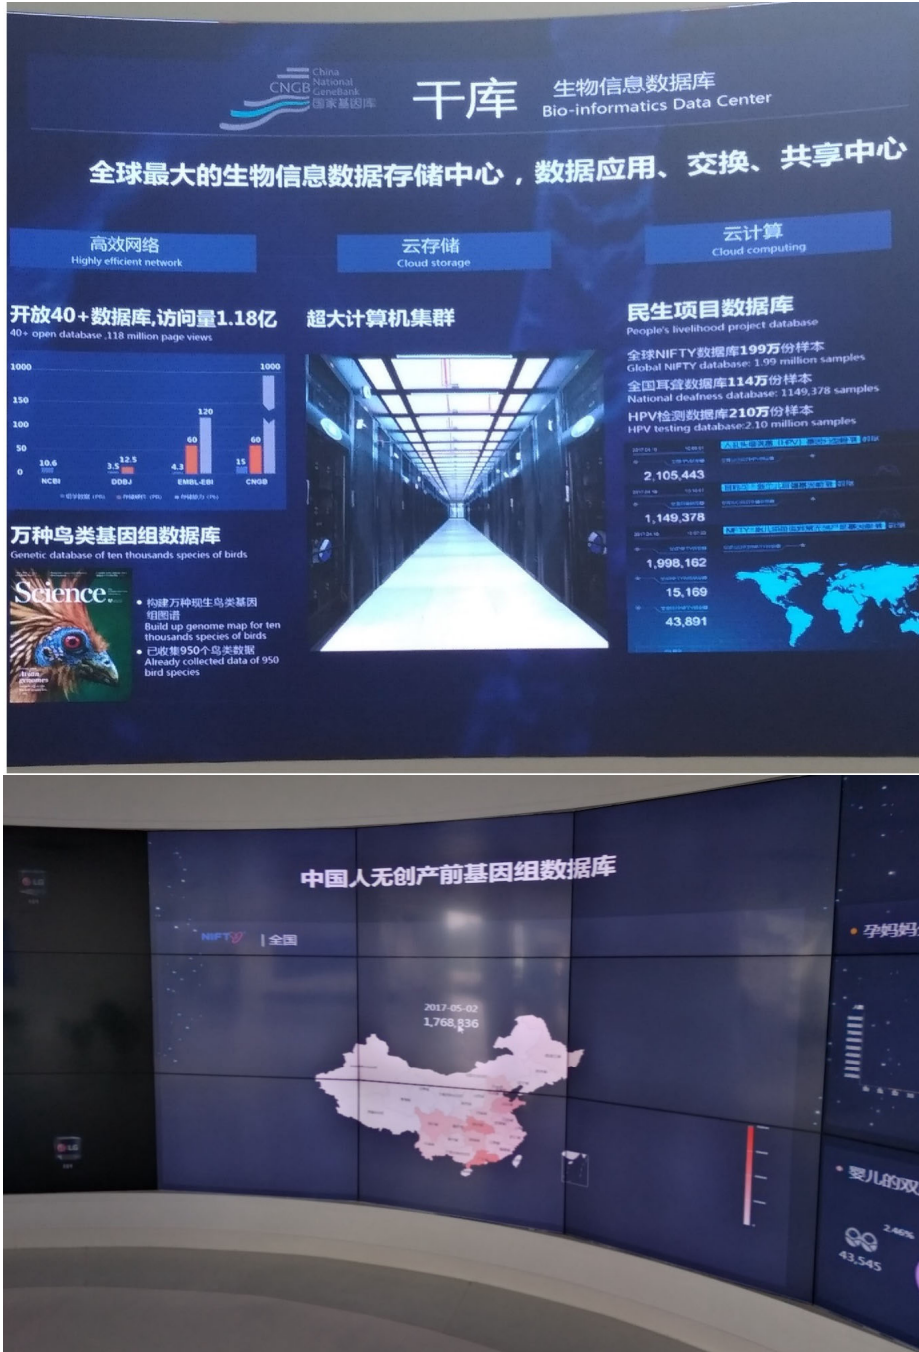 China
National
GeneBank
CNGB
国家基因库
干库
生物信息数据库
Bio-informatics Data Center
全球最大的生物信息数据存储中心，数据应用、交换、共享中心
高效网络
Highly efficient network
云存储
Cloud storage
云计算
Cloud computing
开放40+数据库,访问量1.18亿
40+ open database ,118 million page views
1000
1000
150
100
50
0
10.6
3.5
12.5
4.3
60
120
15
60
NCBI
DDBJ
EMBL-EBI
CNGB
万种鸟类基因组数据库
Genetic database of ten thousands species of birds
Science
• 构建万种现生鸟类基因
组图谱
Build up genome map for ten
thousands species of birds
• 已收集950个鸟类数据
Already collected data of 950
bird species
超大计算机集群
民生项目数据库
People's livelihood project database
全球NIFTY数据库199万份样本
Global NIFTY database: 1.99 million samples
全国耳聋数据库114万份样本
National deafness database: 1149,378 samples
HPV检测数据库210万份样本
HPV testing database:2.10 million samples
2,105,443
1,149,378
1,998,162
15,169
43,891
中国人无创产前基因组数据库
NIFTY
全国
2017-05-02
1,768,836
LG
LG
• 孕妈妈
• 婴儿的双
2.46%
43,545